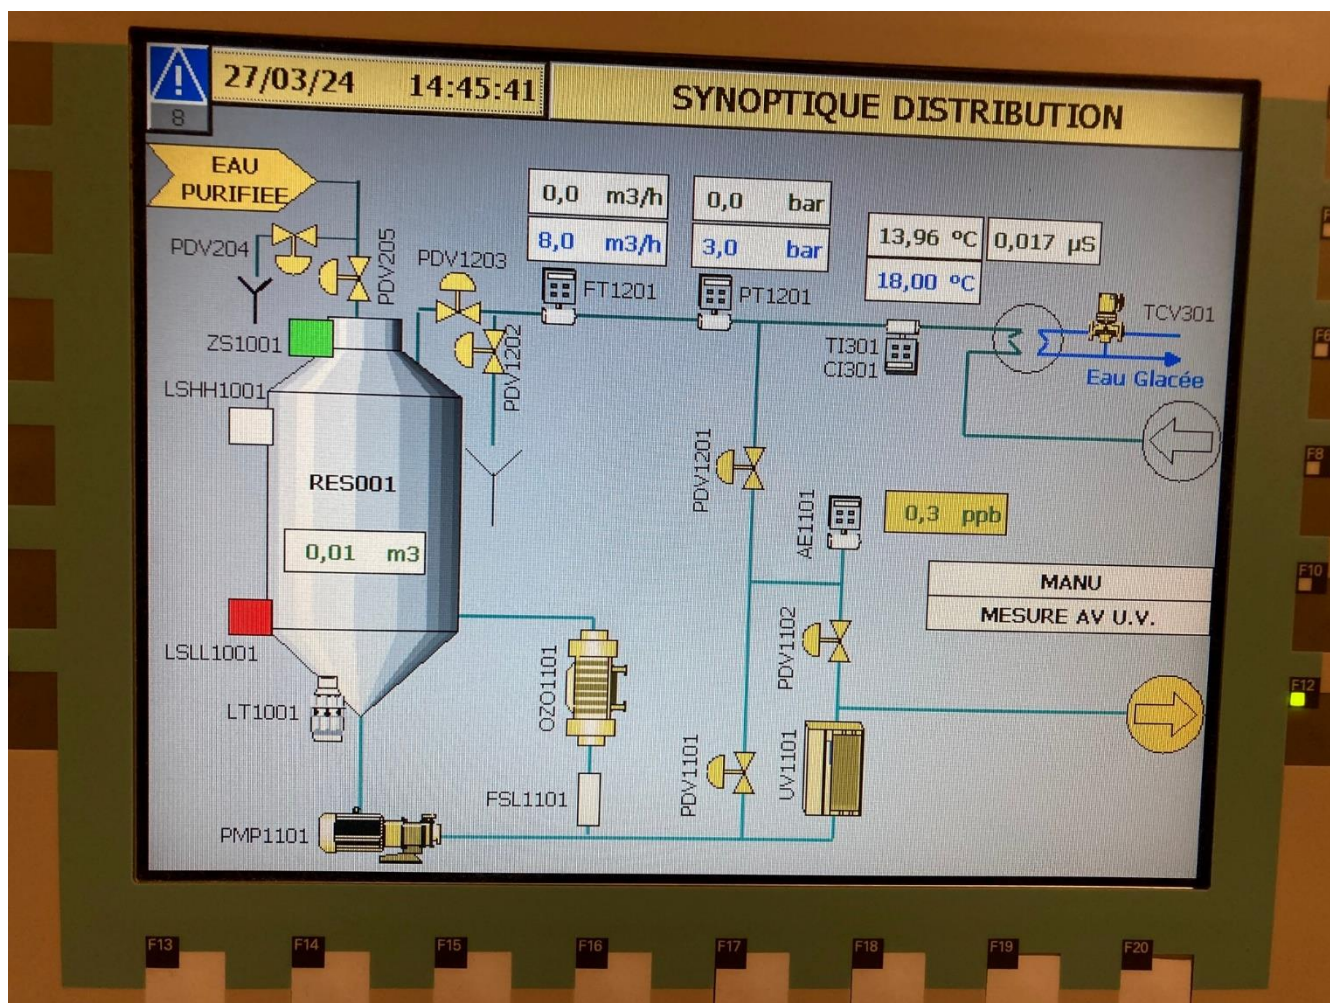 27/03/24 14:45:41
SYNOPTIQUE DISTRIBUTION
8
EAU
PURIFIEE
PDV204
PDV205
PDV1203
PDV1202
0,0 m3/h
8,0 m3/h
FT1201
0,0 bar
3,0 bar
PT1201
13,96 ºC
18,00 ºC
0,017 µS
TI301
CI301
TCV301
Eau Glacée
ZS1001
LSHH1001
RES001
0,01 m3
LSLL1001
LT1001
PMP1101
OZO1101
FSL1101
PDV1201
AE1101
0,3 ppb
MANU
MESURE AV U.V.
PDV1102
PDV1101
UV1101
F6
F8
F10
F12
F13
F14
F15
F16
F17
F18
F19
F20